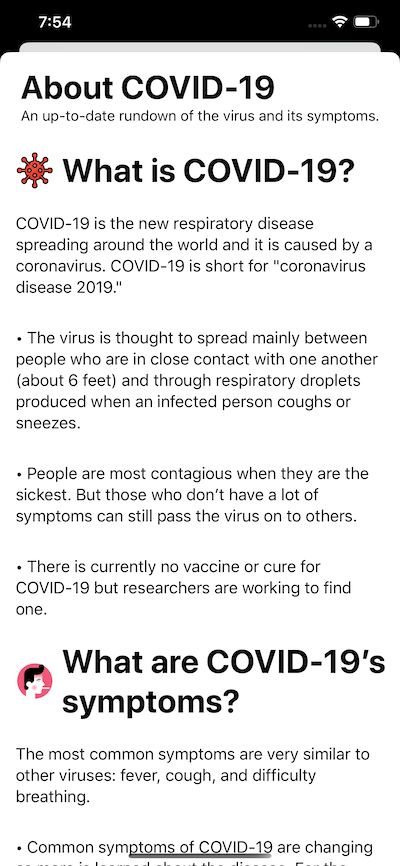 7:54
About COVID-19
An up-to-date rundown of the virus and its symptoms.
What is COVID-19?
COVID-19 is the new respiratory disease
spreading around the world and it is caused by a
coronavirus. COVID-19 is short for "coronavirus
disease 2019."
• The virus is thought to spread mainly between
people who are in close contact with one another
(about 6 feet) and through respiratory droplets
produced when an infected person coughs or
sneezes.
• People are most contagious when they are the
sickest. But those who don’t have a lot of
symptoms can still pass the virus on to others.
• There is currently no vaccine or cure for
COVID-19 but researchers are working to find
one.
What are COVID-19’s
symptoms?
The most common symptoms are very similar to
other viruses: fever, cough, and difficulty
breathing.
• Common symptoms of COVID-19 are changing